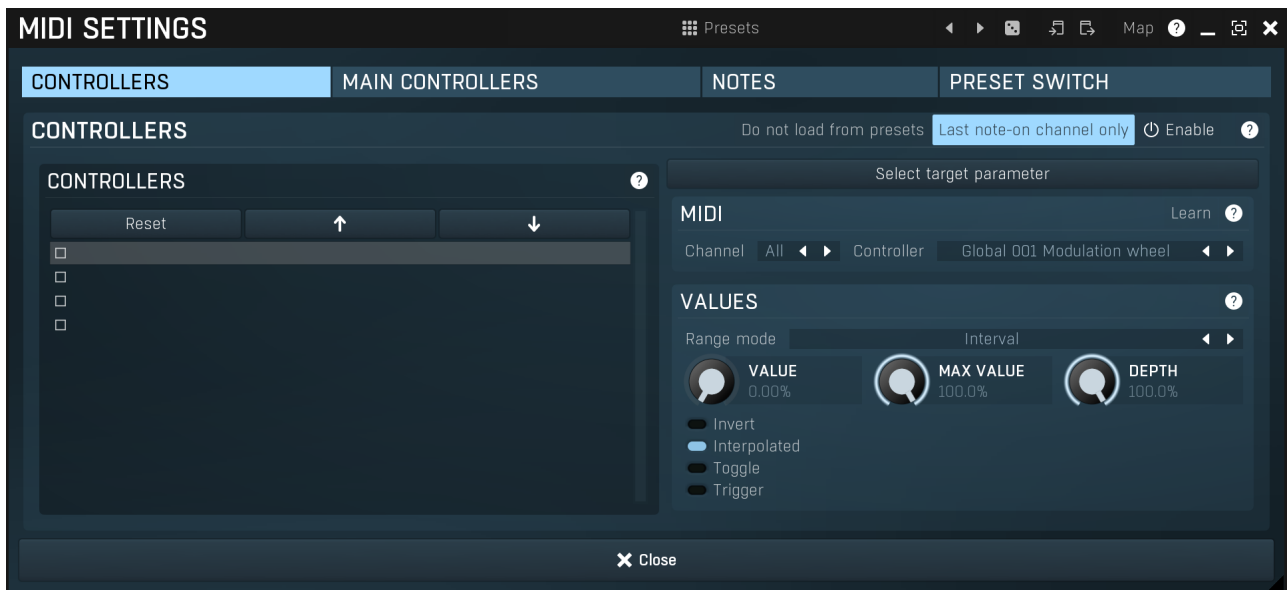 MIDI SETTINGS Presets Map ?
CONTROLLERS MAIN CONTROLLERS NOTES PRESET SWITCH
CONTROLLERS Do not load from presets Last note-on channel only Enable ?
CONTROLLERS ?
Reset
Select target parameter
MIDI Learn ?
Channel All Controller Global 001 Modulation wheel
VALUES ?
Range mode Interval
VALUE
0.00%
MAX VALUE
100.0%
DEPTH
100.0%
Invert
Interpolated
Toggle
Trigger
Close